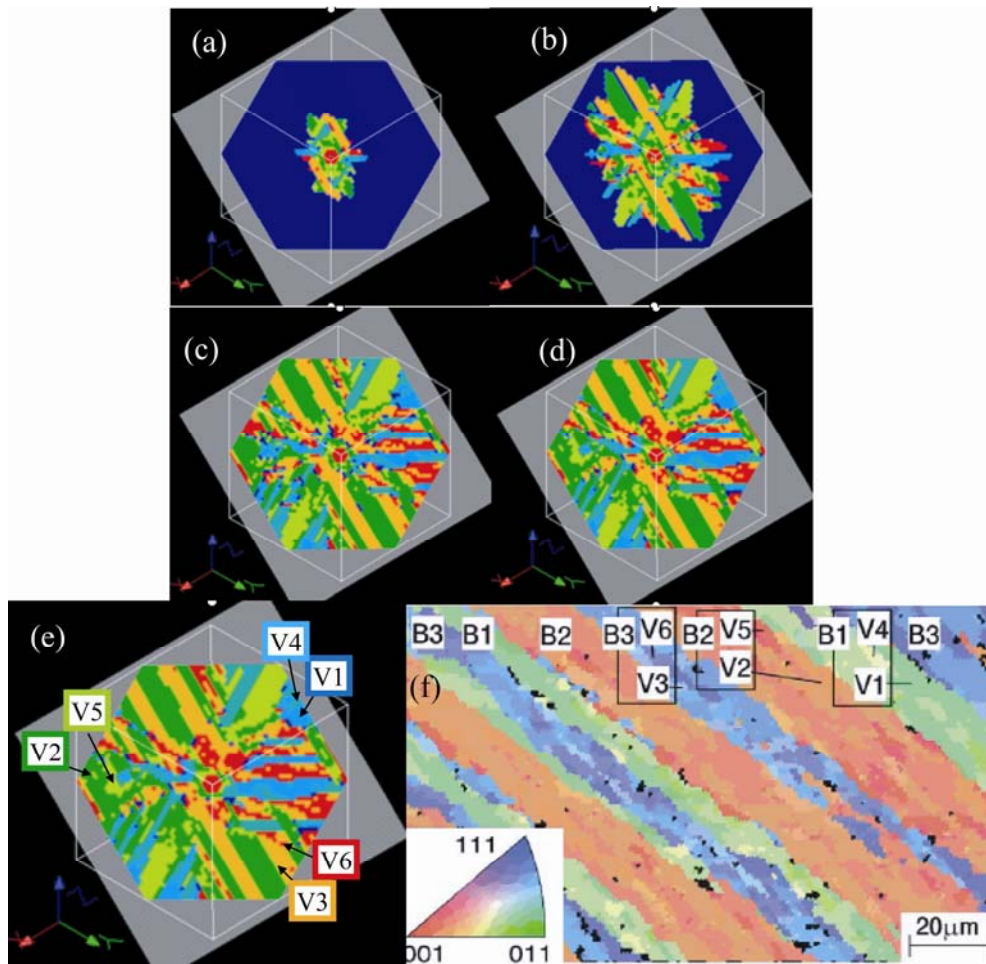 (a)
(b)
(c)
(d)
(e)
V4
V1
V5
V2
V6
V3
B3 B1 B2 B3 V6 B2 V5 B1 V4 B3
V3 V2 V1
(f)
111
001 011
20μm